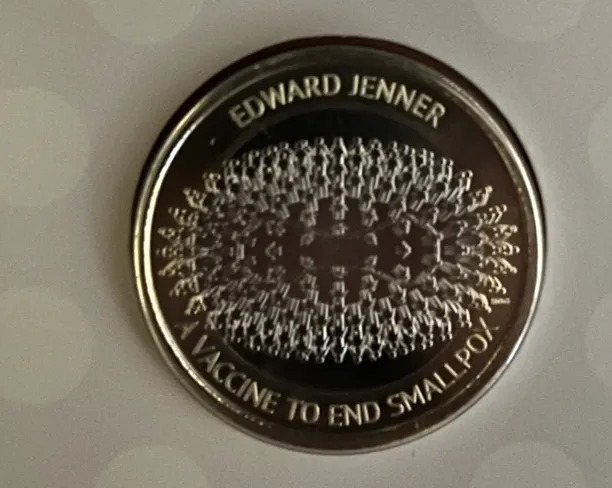 EDWARD JENNER
A VACCINE TO END SMALLPOX